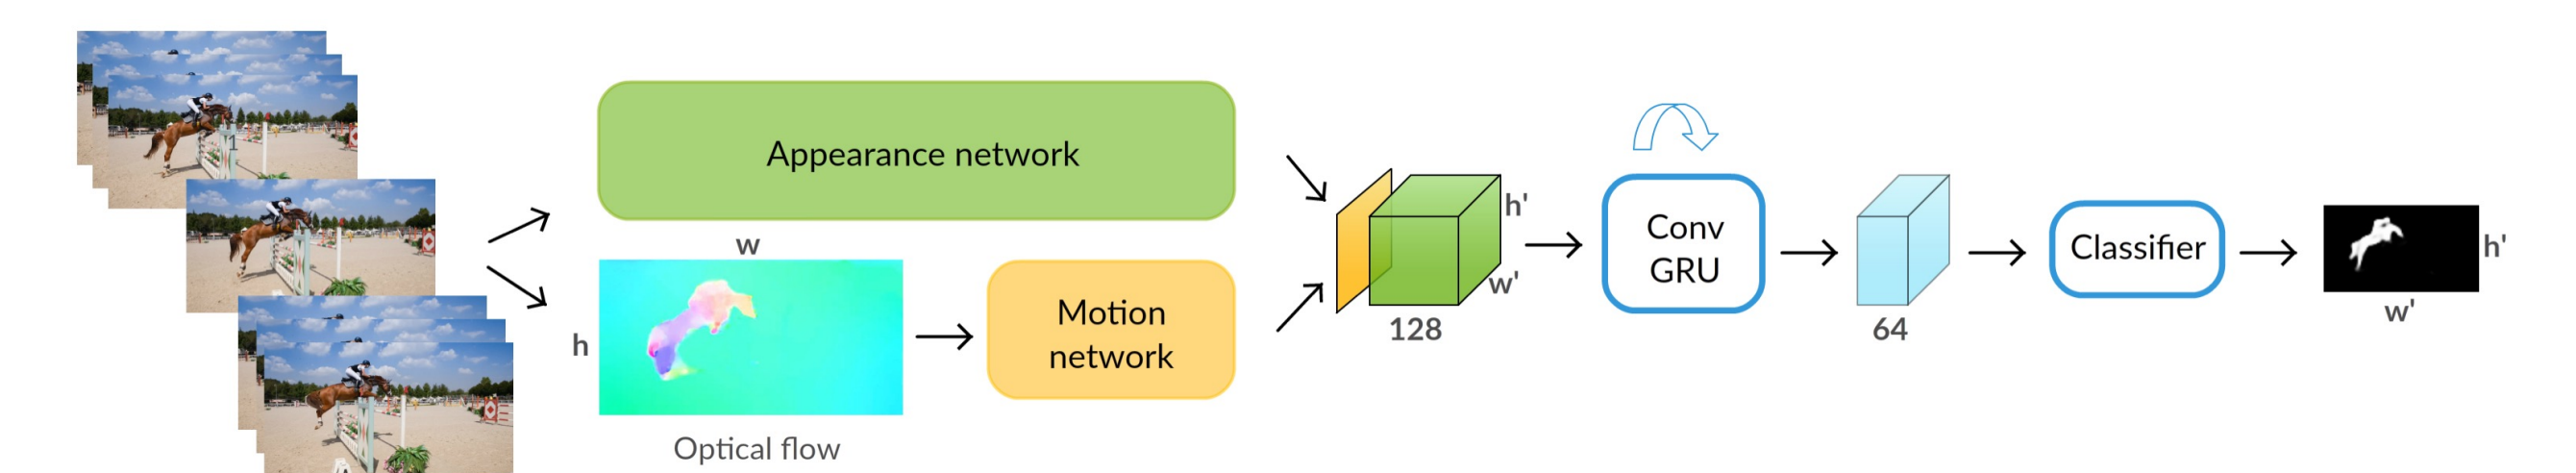 Appearance network
w
h
Optical flow
Motion
network
h'
w'
128
Conv
GRU
64
Classifier
h'
w'